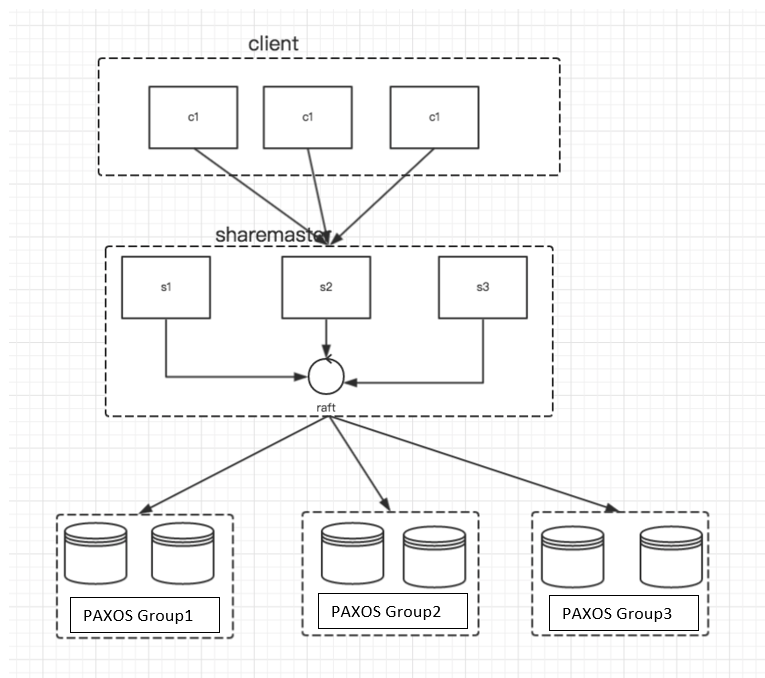 client
c1
c1
c1
sharemaster
s1
s2
s3
raft
PAXOS Group1
PAXOS Group2
PAXOS Group3